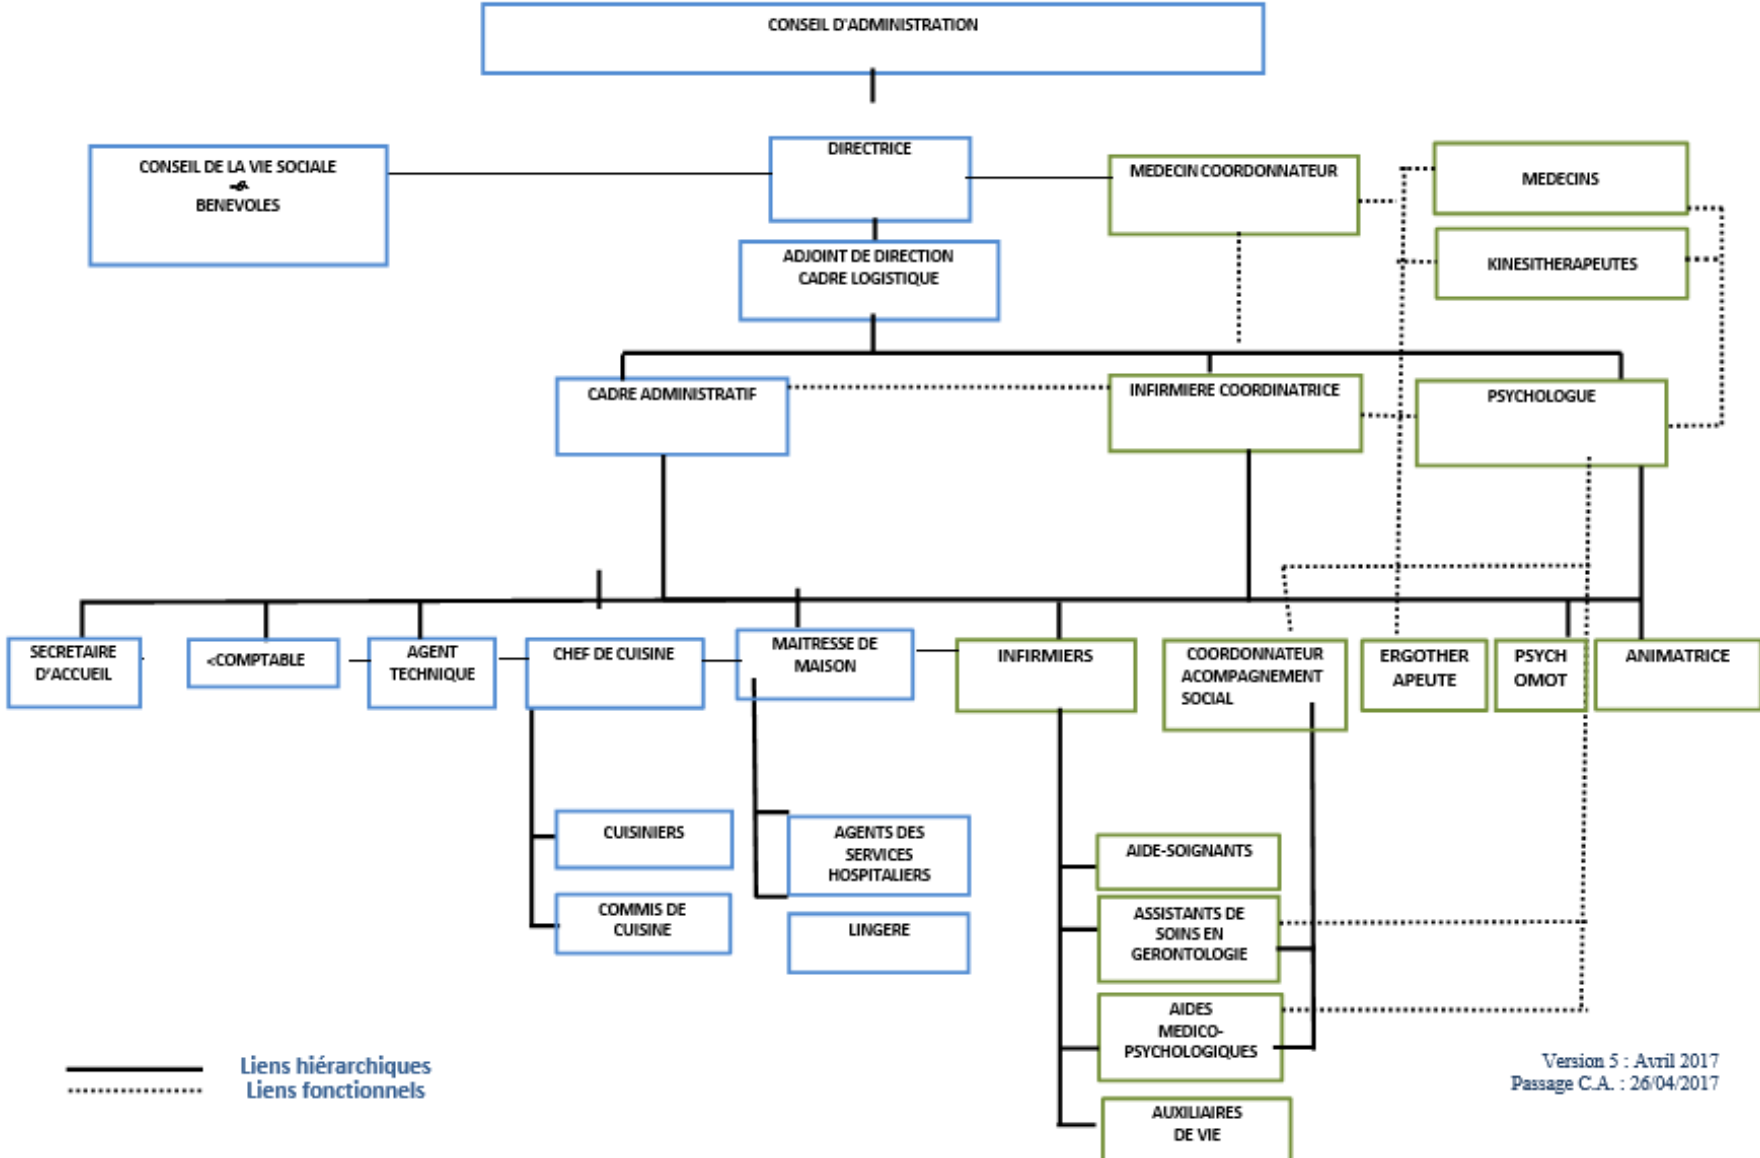 CONSEIL D'ADMINISTRATION
DIRECTRICE
CONSEIL DE LA VIE SOCIALE
BENEVOLES
MEDECIN COORDONNATEUR
MEDECINS
KINESITHERAPEUTES
ADJOINT DE DIRECTION
CADRE LOGISTIQUE
CADRE ADMINISTRATIF
INFIRMIERE COORDINATRICE
PSYCHOLOGUE
SECRETAIRE
D'ACCUEIL
<COMPTABLE
AGENT
TECHNIQUE
CHEF DE CUISINE
MAITRESSE DE
MAISON
INFIRMIERS
COORDONNATEUR
ACOMPAGNEMENT
SOCIAL
ERGOTHER
APEUTE
PSYCH
OMOT
ANIMATRICE
CUISINIERS
COMMIS DE
CUISINE
AGENTS DES
SERVICES
HOSPITALIERS
LINGERE
AIDE-SOIGNANTS
ASSISTANTS DE
SOINS EN
GERONTOLOGIE
AIDES
MEDICO-
PSYCHOLOGIQUES
AUXILIAIRES
DE VIE
Liens hiérarchiques
Liens fonctionnels
Version 5 : Avril 2017
Passage C.A. : 26/04/2017